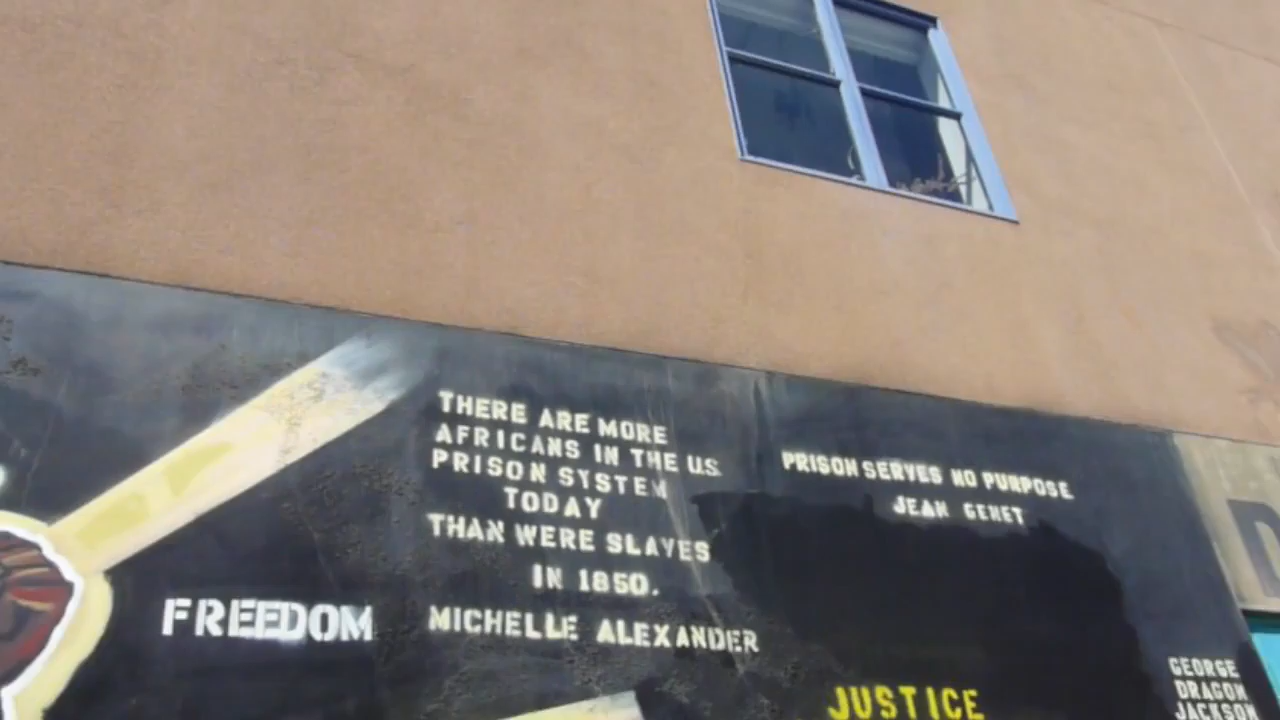 THERE ARE MORE
AFRICANS IN THE U.S.
PRISON SYSTEM
TODAY
THAN WERE SLAVES
IN 1850.
MICHELLE ALEXANDER
PRISON SERVES NO PURPOSE
JEAN GENET
FREEDOM
JUSTICE
GEORGE
DRAGON
JACKSON